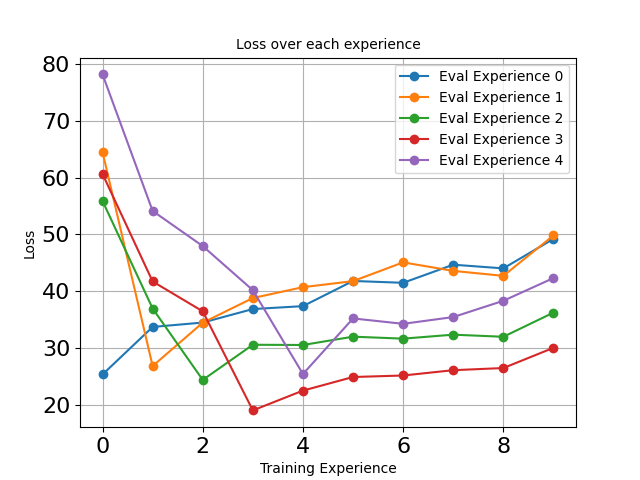 Loss over each experience
80
70
60
50
40
30
20
Loss
0 2 4 6 8
Training Experience
Eval Experience 0
Eval Experience 1
Eval Experience 2
Eval Experience 3
Eval Experience 4